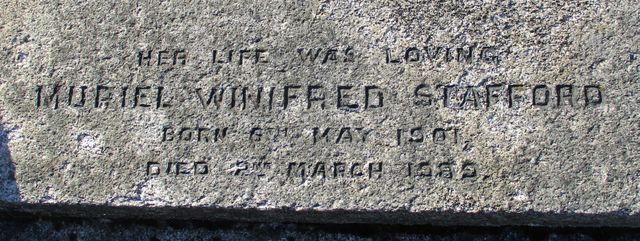 HER LIFE WAS LOVING
MURIEL WINIFRED STAFFORD
BORN 6TH MAY 1901.
DIED MARCH